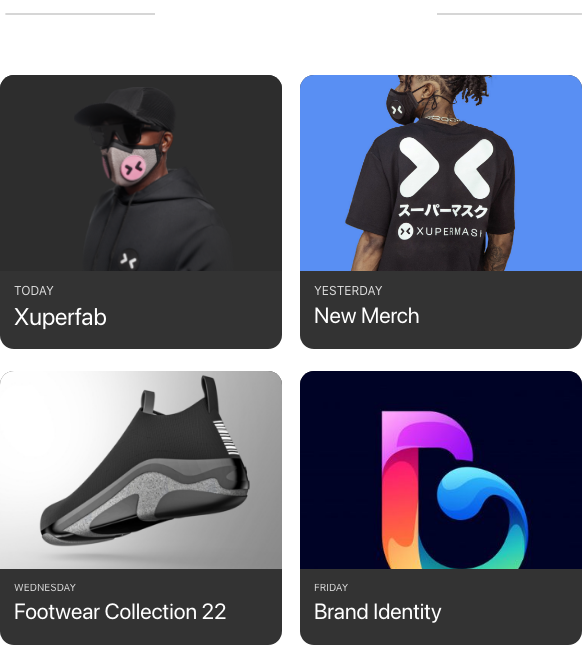 スーパーマスク
XUPERMASK
TODAY
Xuperfab
YESTERDAY
New Merch
WEDNESDAY
Footwear Collection 22
FRIDAY
Brand Identity